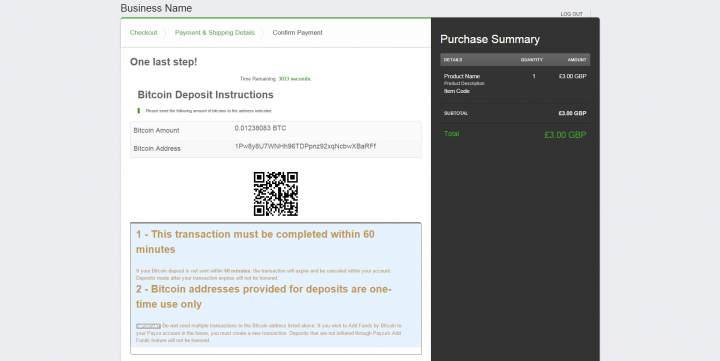 Business Name
LOG OUT
Checkout
Payment & Shipping Details
Confirm Payment
One last step!
Time Remaining: 3033 seconds.
Bitcoin Deposit Instructions
Please send the following amount of bitcoins to the address indicated.
Bitcoin Amount 0.01238083 BTC
Bitcoin Address 1Pw8y8U7WNHh96TDPpnz92xqNcbwXBaRFf
1 - This transaction must be completed within 60
minutes
If your Bitcoin deposit is not sent within 60 minutes, the transaction will expire and be canceled within your account.
Deposits made after your transaction expires will not be honored.
2 - Bitcoin addresses provided for deposits are one-
time use only
Do not send multiple transactions to the Bitcoin address listed above. If you wish to Add Funds by Bitcoin to
your Payza account in the future, you must create a new transaction. Deposits that are not initiated through Payza's Add
Funds feature will not be honored.
Purchase Summary
DETAILS QUANTITY AMOUNT
Product Name 1 £3.00 GBP
Product Description
Item Code
SUBTOTAL £3.00 GBP
Total £3.00 GBP